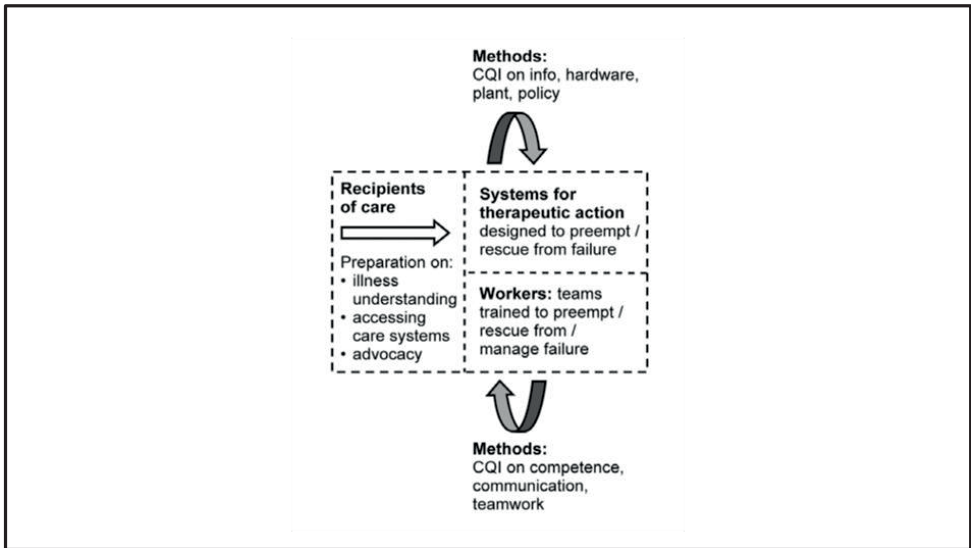 Methods:
CQI on info, hardware,
plant, policy
Recipients
of care
Preparation on:
• illness
understanding
• accessing
care systems
• advocacy
Systems for
therapeutic action
designed to preempt /
rescue from failure
Workers: teams
trained to preempt /
rescue from /
manage failure
Methods:
CQI on competence,
communication,
teamwork